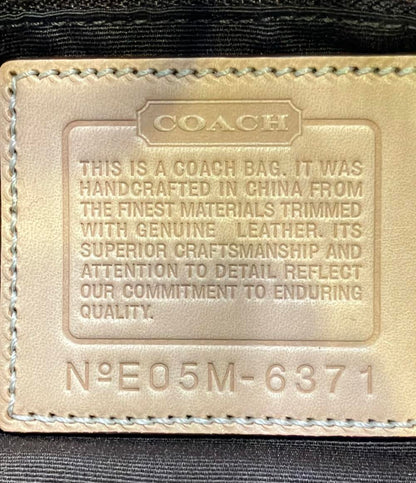 COACH
THIS IS A COACH BAG. IT WAS
HANDCRAFTED IN CHINA FROM
THE FINEST MATERIALS TRIMMED
WITH GENUINE LEATHER. ITS
SUPERIOR CRAFTSMANSHIP AND
ATTENTION TO DETAIL REFLECT
OUR COMMITMENT TO ENDURING
QUALITY.
NºE05M-6371